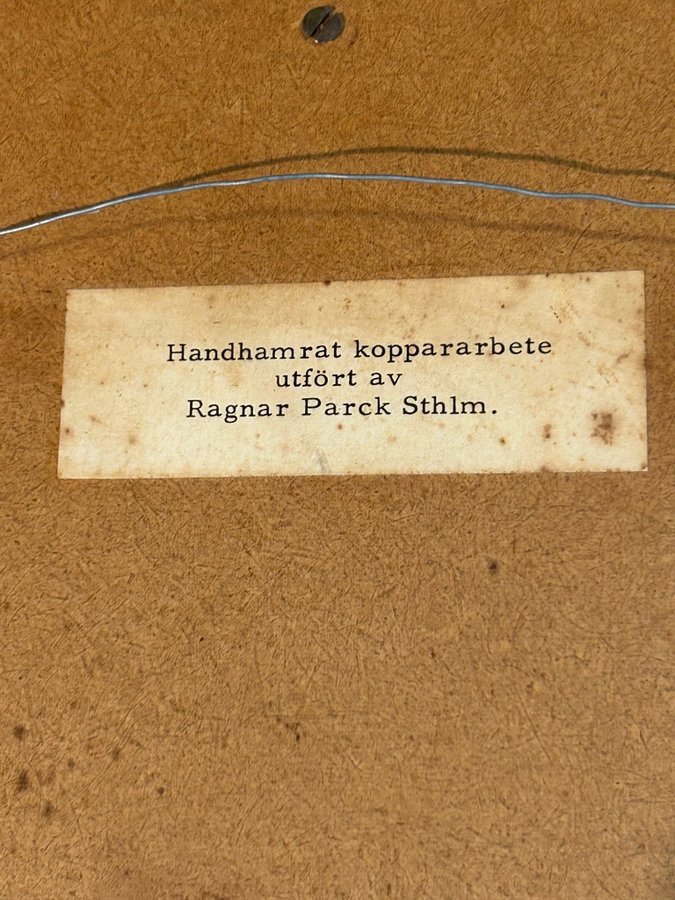 Handhamrat koppararbete
utfört av
Ragnar Parck Sthlm.